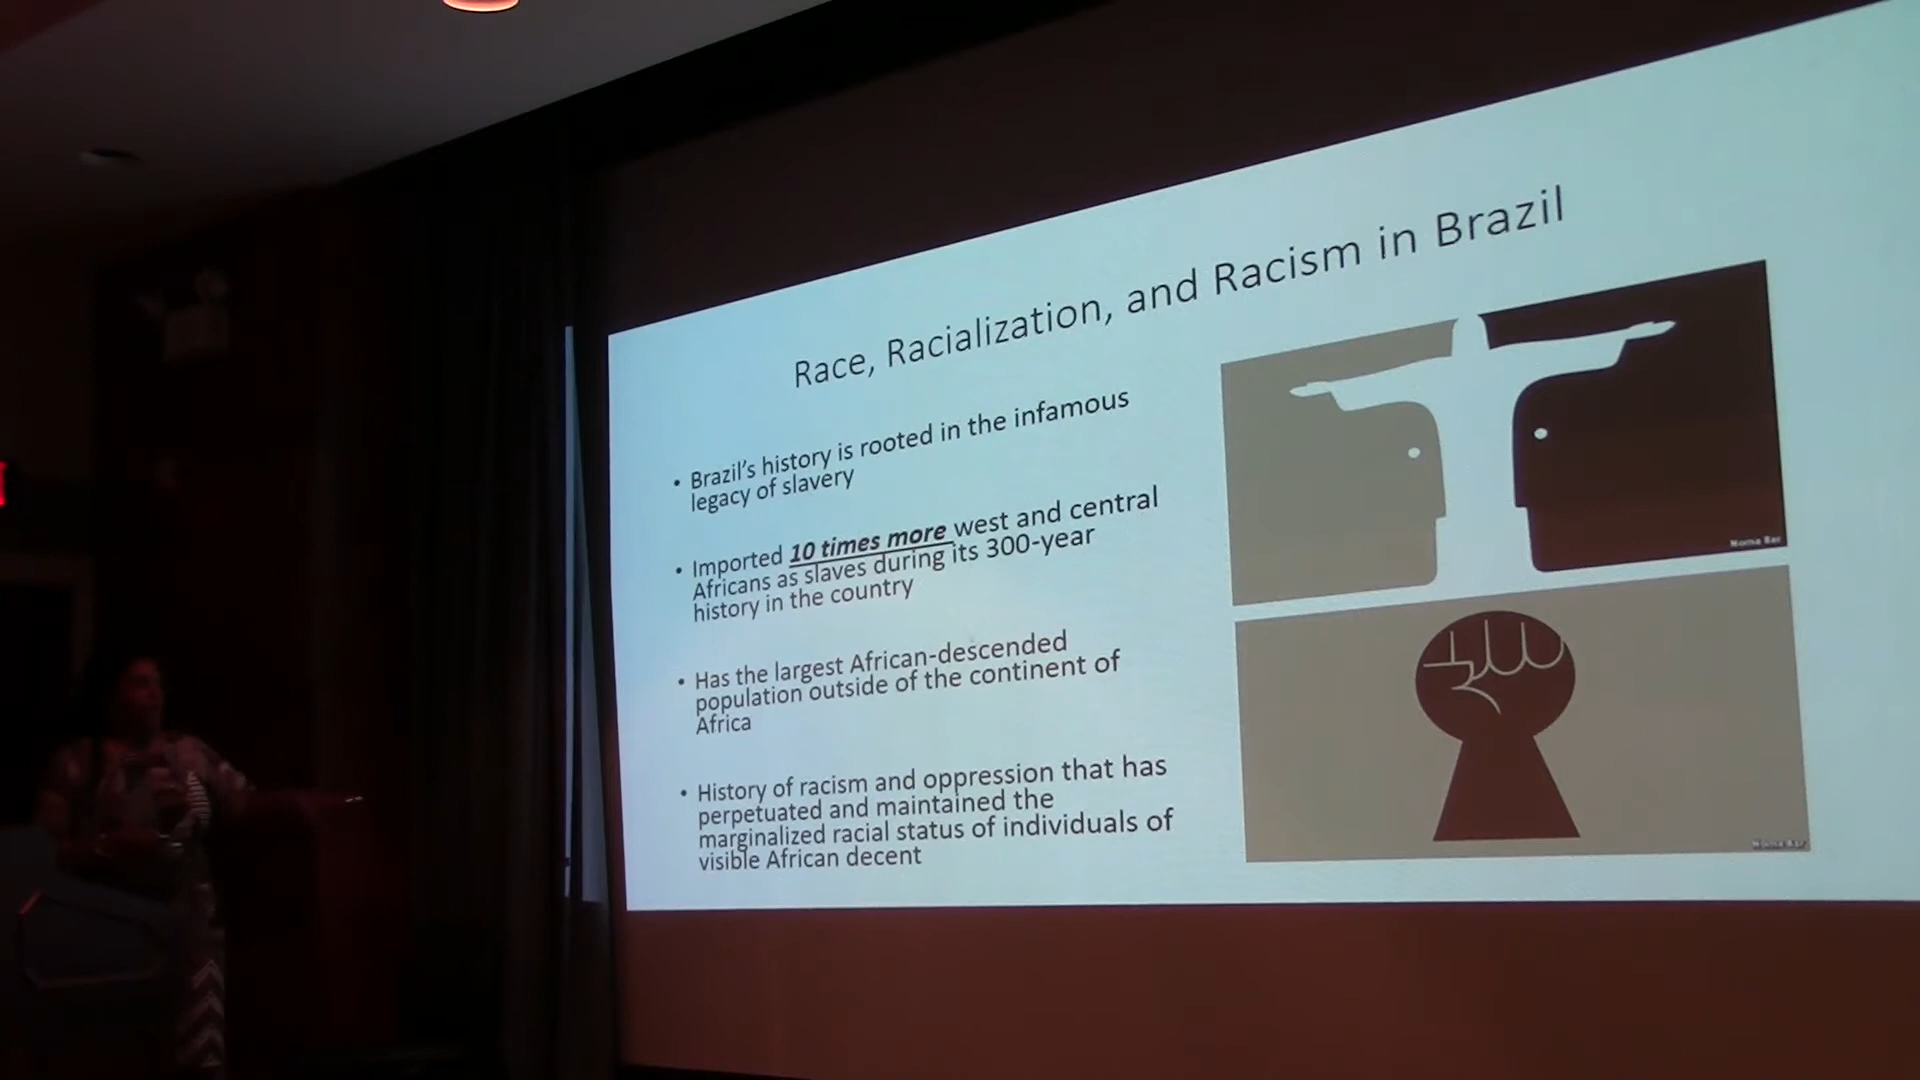 Race, Racialization, and Racism in Brazil
• Brazil's history is rooted in the infamous
legacy of slavery
• Imported 10 times more west and central
Africans as slaves during its 300-year
history in the country
• Has the largest African-descended
population outside of the continent of
Africa
• History of racism and oppression that has
perpetuated and maintained the
marginalized racial status of individuals of
visible African decent
Noma Bar
Noma Bar